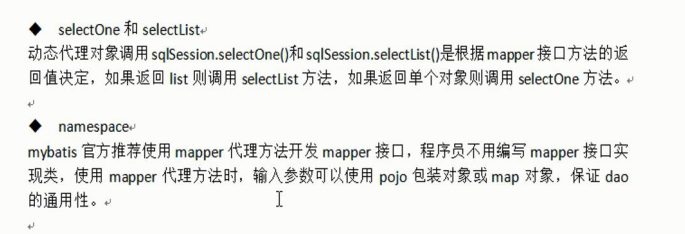 ◆ selectOne 和 selectList
动态代理对象调用 sqlSession.selectOne()和 sqlSession.selectList()是根据 mapper 接口方法的返
回值决定，如果返回 list 则调用 selectList 方法，如果返回单个对象则调用 selectOne 方法。
◆ namespace
mybatis 官方推荐使用 mapper 代理方法开发 mapper 接口，程序员不用编写 mapper 接口实
现类，使用 mapper 代理方法时，输入参数可以使用 pojo 包装对象或 map 对象，保证 dao
的通用性。